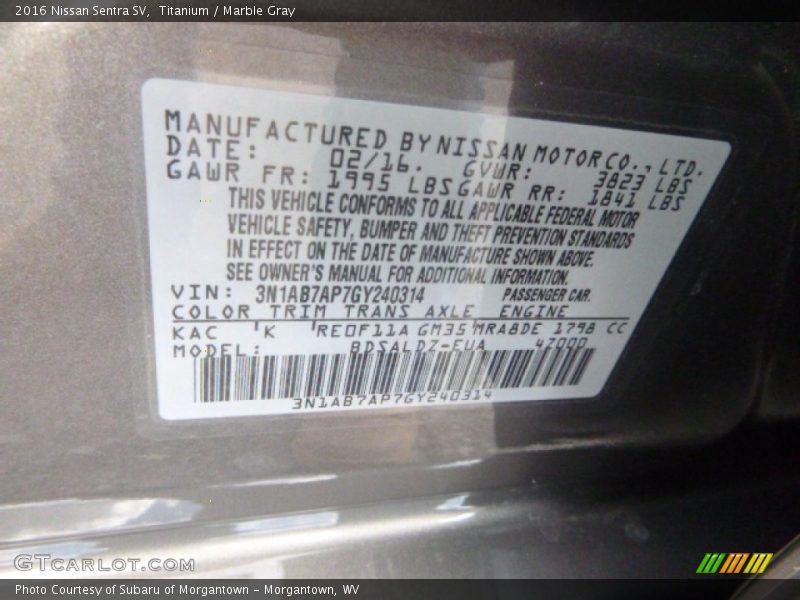 2016 Nissan Sentra SV, Titanium / Marble Gray
MANUFACTURED BY NISSAN MOTOR CO., LTD.
DATE: 02/16. GVWR: 3823 LBS
GAWR FR: 1995 LBS GAWR RR: 1841 LBS
THIS VEHICLE CONFORMS TO ALL APPLICABLE FEDERAL MOTOR
VEHICLE SAFETY, BUMPER AND THEFT PREVENTION STANDARDS
IN EFFECT ON THE DATE OF MANUFACTURE SHOWN ABOVE.
SEE OWNER'S MANUAL FOR ADDITIONAL INFORMATION.
VIN: 3N1AB7AP7GY240314 PASSENGER CAR.
COLOR TRIM TRANS AXLE ENGINE
KAC K RE0F11A GM35 MRA8DE 1798 CC
MODEL: BDSALDZ-EUA 4Z000
3N1AB7AP7GY240314
GTCARLOT.COM
Photo Courtesy of Subaru of Morgantown - Morgantown, WV